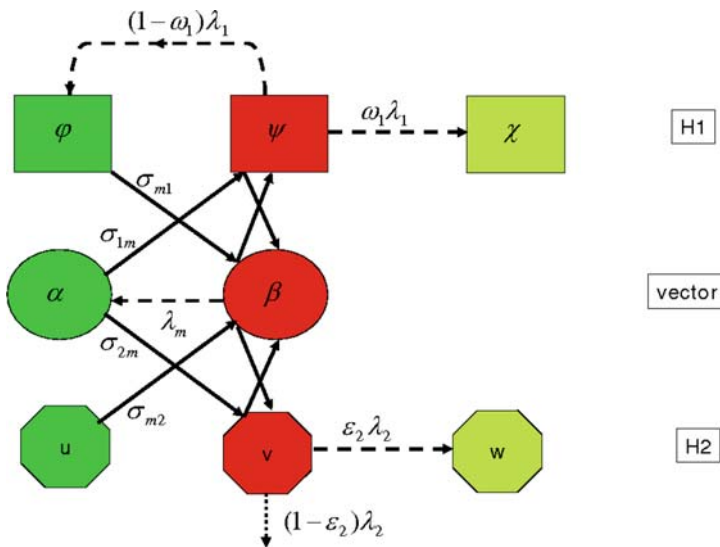 (1-ω₁)λ₁
φ
ψ
ω₁λ₁
χ
H1
σₘ₁
σ₁ₘ
α
λₘ
β
vector
σ₂ₘ
σₘ₂
u
v
ε₂λ₂
w
H2
(1-ε₂)λ₂